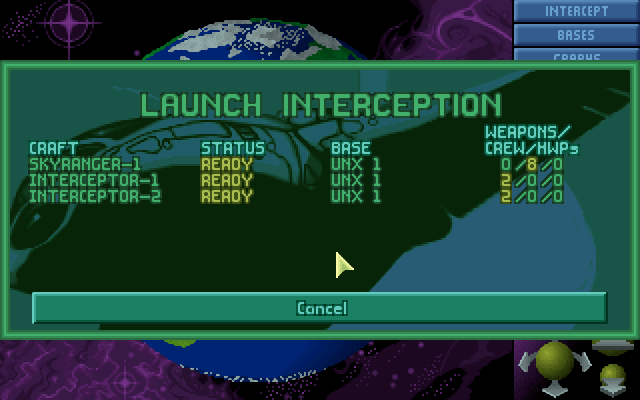 INTERCEPT
BASES
GRAPHS
LAUNCH INTERCEPTION
CRAFT STATUS BASE WEAPONS/
CREW/HWPs
SKYRANGER-1 READY UNX 1 0/8/0
INTERCEPTOR-1 READY UNX 1 2/0/0
INTERCEPTOR-2 READY UNX 1 2/0/0
Cancel